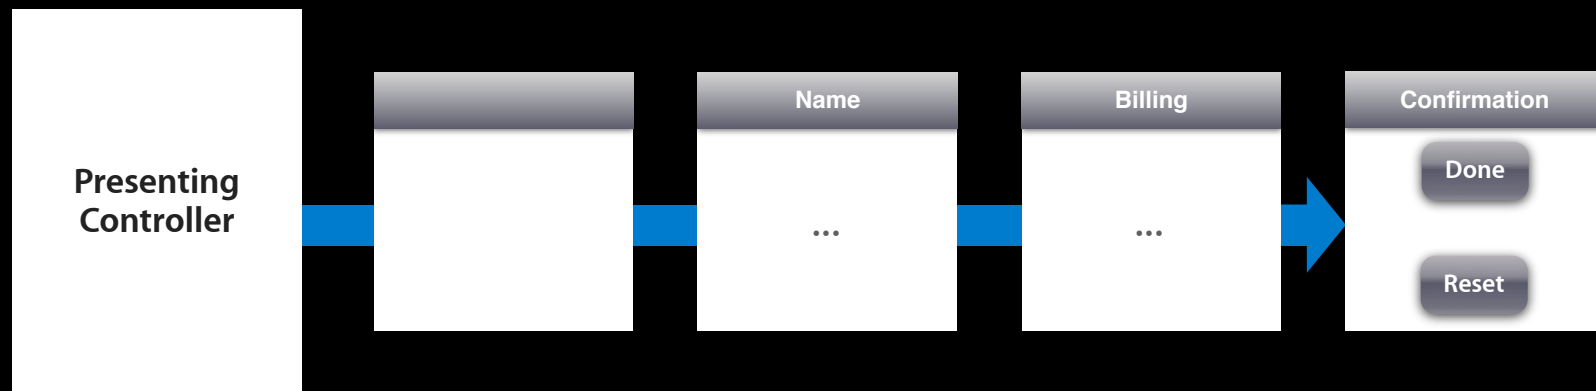 Presenting
Controller
Name
...
Billing
...
Confirmation
Done
Reset